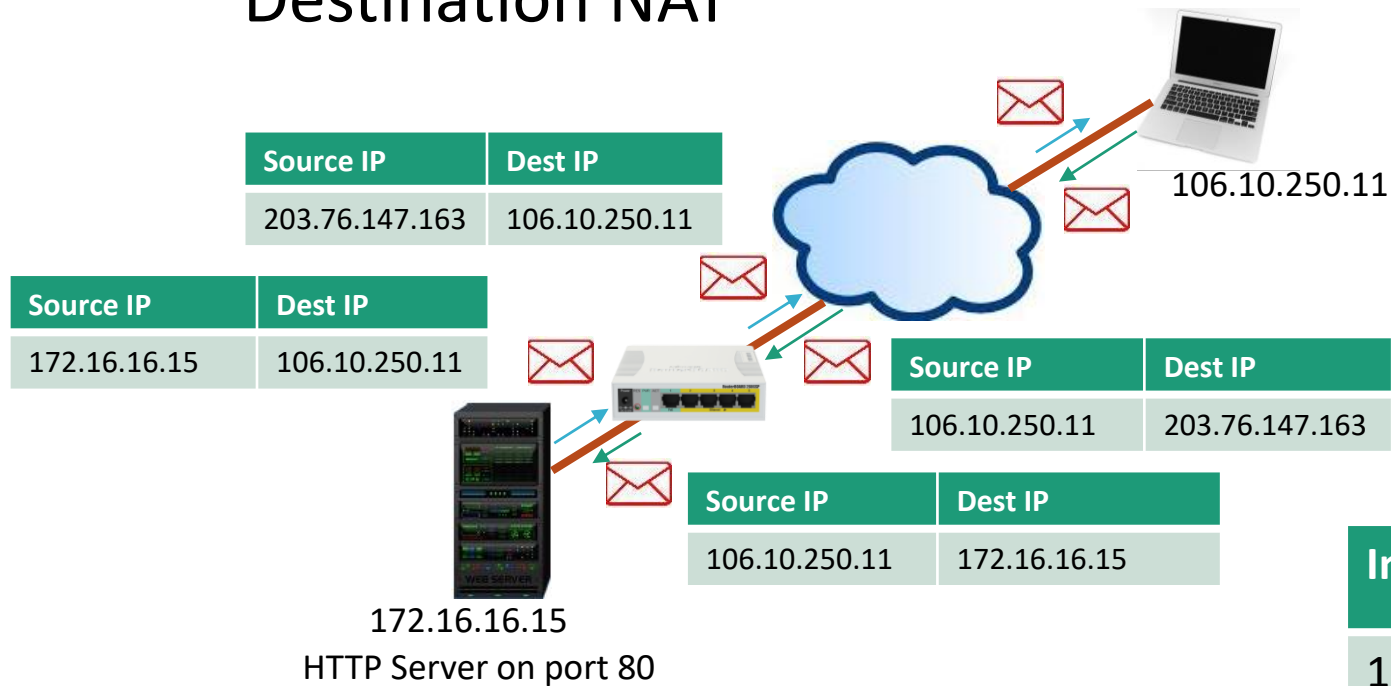 Destination NAT
106.10.250.11
Source IP Dest IP
203.76.147.163 106.10.250.11
Source IP Dest IP
172.16.16.15 106.10.250.11
Source IP Dest IP
106.10.250.11 203.76.147.163
Source IP Dest IP
106.10.250.11 172.16.16.15
WEB SERVER
172.16.16.15
HTTP Server on port 80